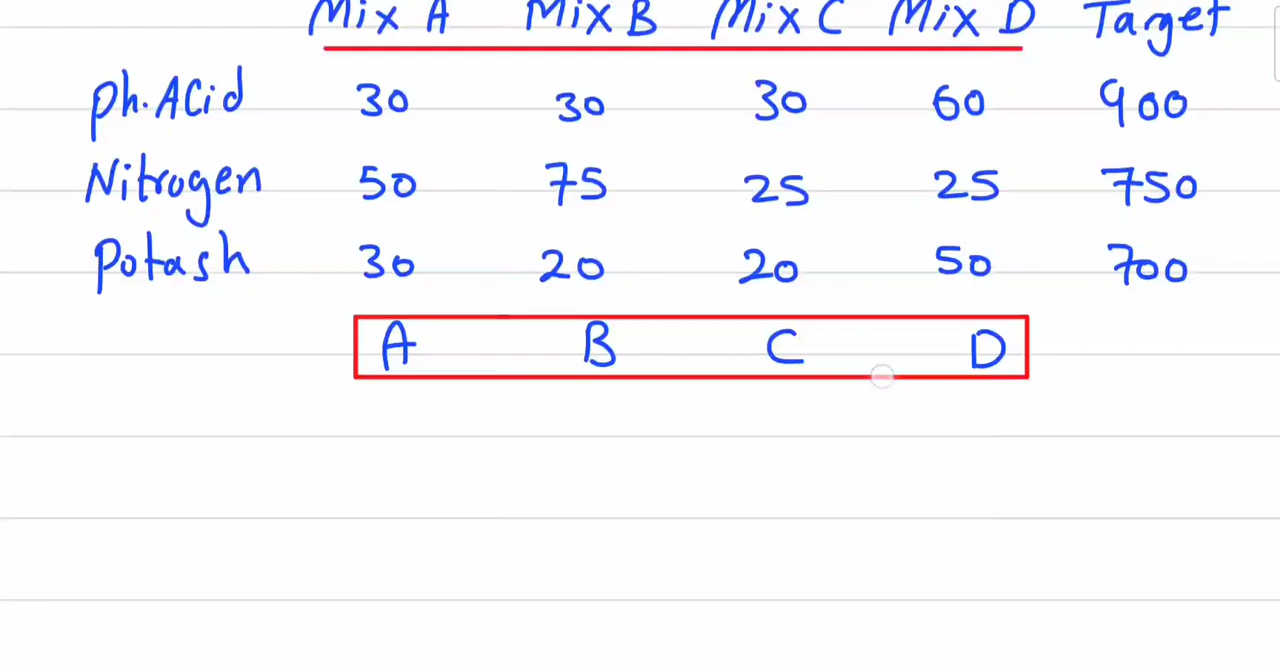 Mix A Mix B Mix C Mix D Target
Ph. Acid 30 30 30 60 900
Nitrogen 50 75 25 25 750
Potash 30 20 20 50 700
A B C D